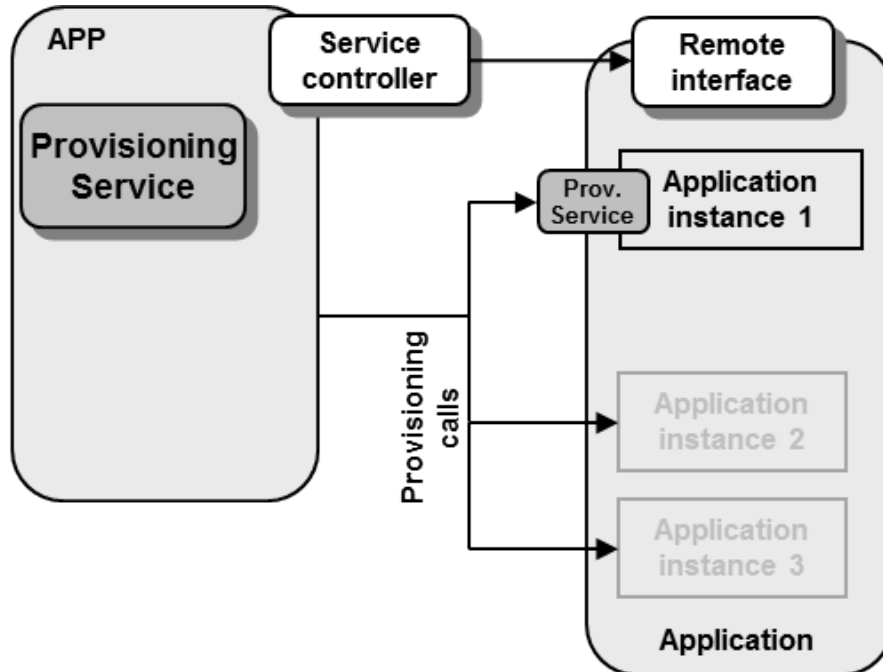 APP
Service
controller
Remote
interface
Provisioning
Service
Prov.
Service
Application
instance 1
Provisioning
calls
Application
instance 2
Application
instance 3
Application